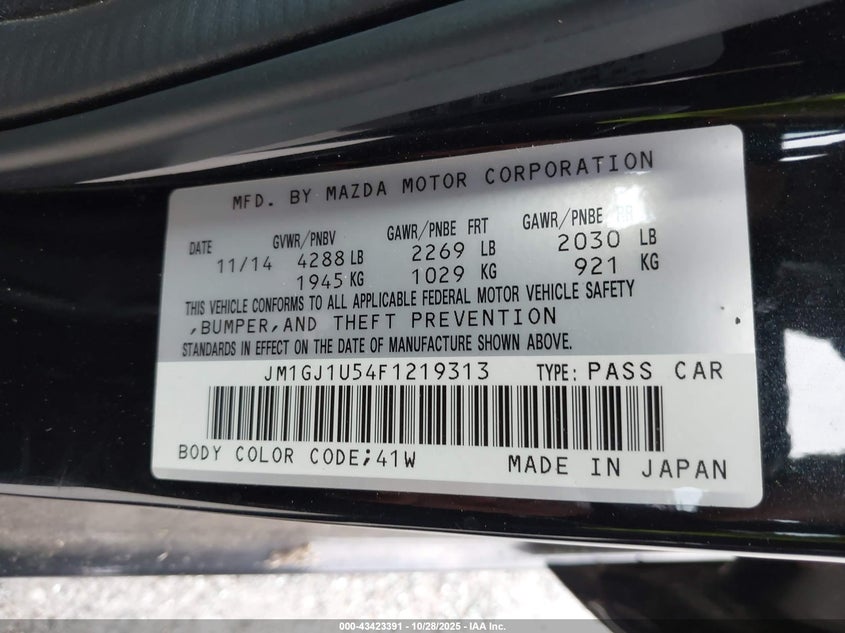 MFD. BY MAZDA MOTOR CORPORATION
DATE GVWR/PNBV GAWR/PNBE FRT GAWR/PNBE RR
11/14 4288 LB 2269 LB 2030 LB
1945 KG 1029 KG 921 KG
THIS VEHICLE CONFORMS TO ALL APPLICABLE FEDERAL MOTOR VEHICLE SAFETY
,BUMPER,AND THEFT PREVENTION
STANDARDS IN EFFECT ON THE DATE OF MANUFACTURE SHOWN ABOVE.
JM1GJ1U54F1219313 TYPE: PASS CAR
BODY COLOR CODE;41W MADE IN JAPAN
000-43423391 - 10/28/2025 - IAA Inc.